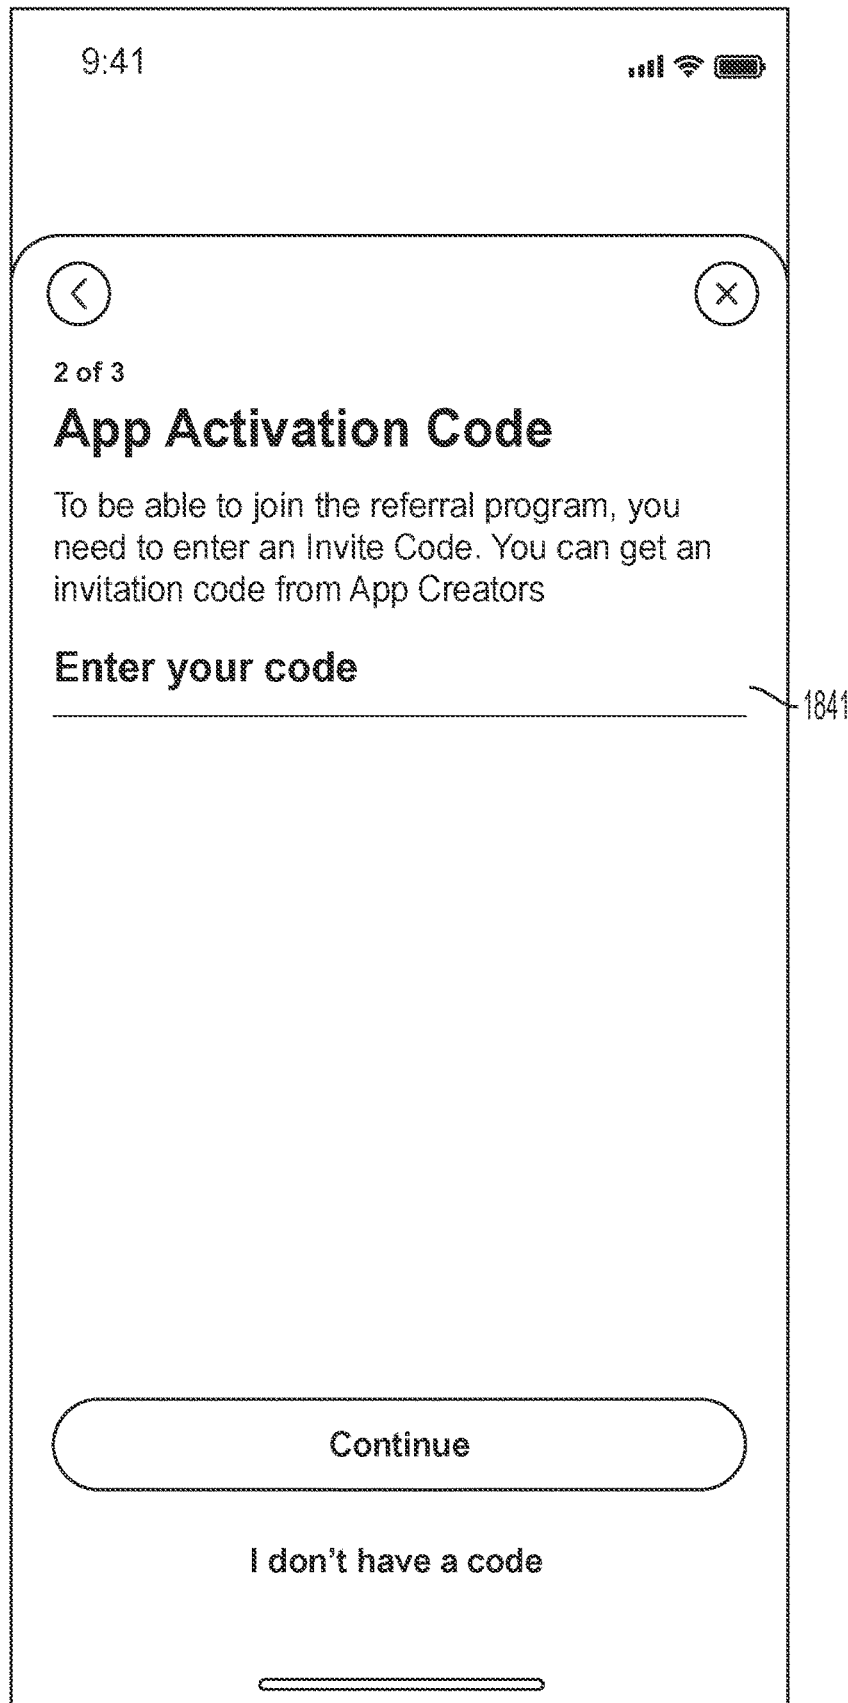 9:41
2 of 3
App Activation Code
To be able to join the referral program, you
need to enter an Invite Code. You can get an
invitation code from App Creators
Enter your code
1841
Continue
I don't have a code